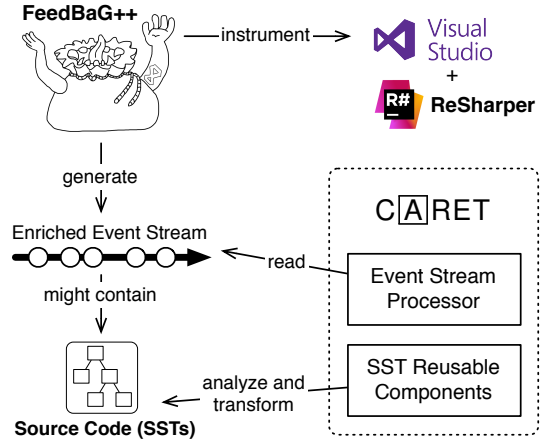 FeedBaG++
instrument
Visual
Studio
+
R#
ReSharper
generate
CARET
Enriched Event Stream
read
Event Stream
Processor
might contain
SST Reusable
Components
analyze and
transform
Source Code (SSTs)